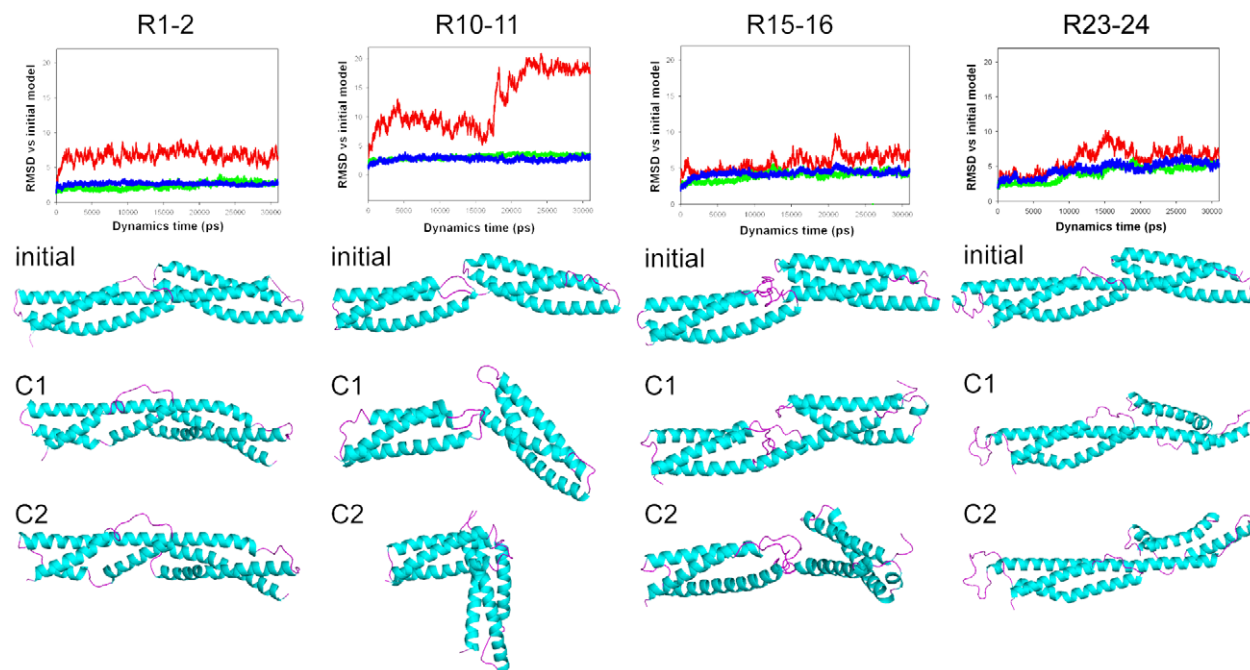 R1-2 R10-11 R15-16 R23-24
RMSD vs initial model
20
15
10
5
0
0 5000 10000 15000 20000 25000 30000
Dynamics time (ps)
RMSD vs initial model
20
15
10
5
0
0 5000 10000 15000 20000 25000 30000
Dynamics time (ps)
RMSD vs initial model
20
15
10
5
0
0 5000 10000 15000 20000 25000 30000
Dynamics time (ps)
RMSD vs initial model
20
15
10
5
0
0 5000 10000 15000 20000 25000 30000
Dynamics time (ps)
initial initial initial initial
C1 C1 C1 C1
C2 C2 C2 C2